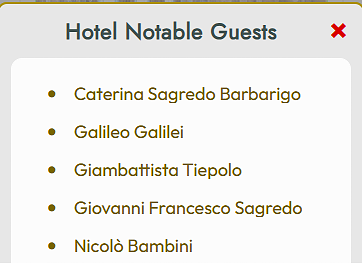 Hotel Notable Guests
Caterina Sagredo Barbarigo
Galileo Galilei
Giambattista Tiepolo
Giovanni Francesco Sagredo
Nicolò Bambini